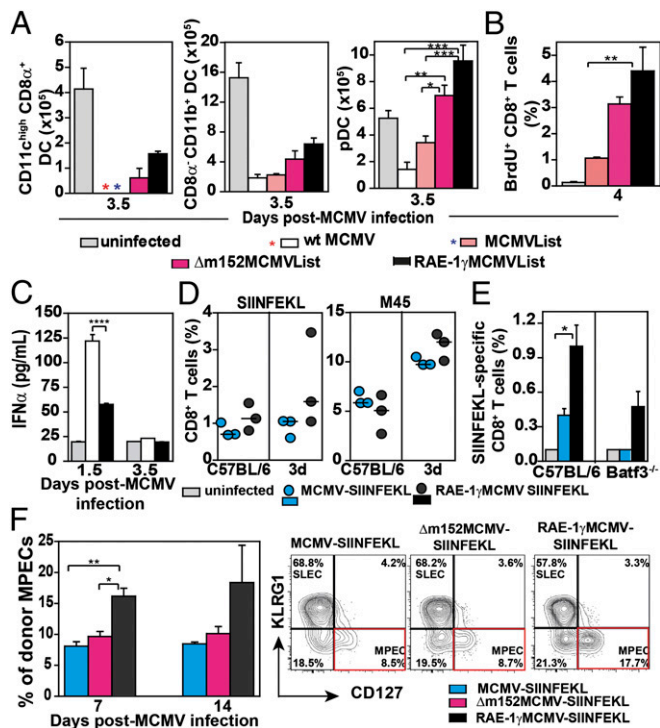 A
CD11c^high CD8α+
DC (x10^5)
6
5
4
3
2
1
0
* *
3.5
CD8α- CD11b+ DC (x10^5)
16
12
8
4
0
3.5
pDC (x10^5)
10
8
6
4
2
0
***
***
**
*
3.5
B
BrdU+ CD8+ T cells
(%)
5
4
3
2
1
0
**
4
Days post-MCMV infection
uninfected
* wt MCMV
* MCMVList
Δm152MCMVList
RAE-1γMCMVList
C
IFNα (pg/mL)
150
125
100
75
50
25
0
****
1.5 3.5
Days post-MCMV
infection
D
SIINFEKL
CD8+ T cells (%)
4
3
2
1
0
C57BL/6 3d
M45
15
10
5
0
C57BL/6 3d
E
SIINFEKL-specific
CD8+ T cells (%)
1.2
0.9
0.6
0.3
0
*
C57BL/6 Batf3-/-
uninfected
MCMV-SIINFEKL
RAE-1γMCMV SIINFEKL
F
% of donor MPECs
25
20
15
10
5
0
**
*
7 14
Days post-MCMV infection
MCMV-SIINFEKL
68.8% 4.2%
SLEC
MPEC
18.5% 8.5%
Δm152MCMV-
SIINFEKL
68.2% 3.6%
SLEC
MPEC
19.5% 8.7%
RAE-1γMCMV-
SIINFEKL
57.8% 3.3%
SLEC
MPEC
21.3% 17.7%
KLRG1
CD127
MCMV-SIINFEKL
Δm152MCMV-SIINFEKL
RAE-1γMCMV-SIINFEKL